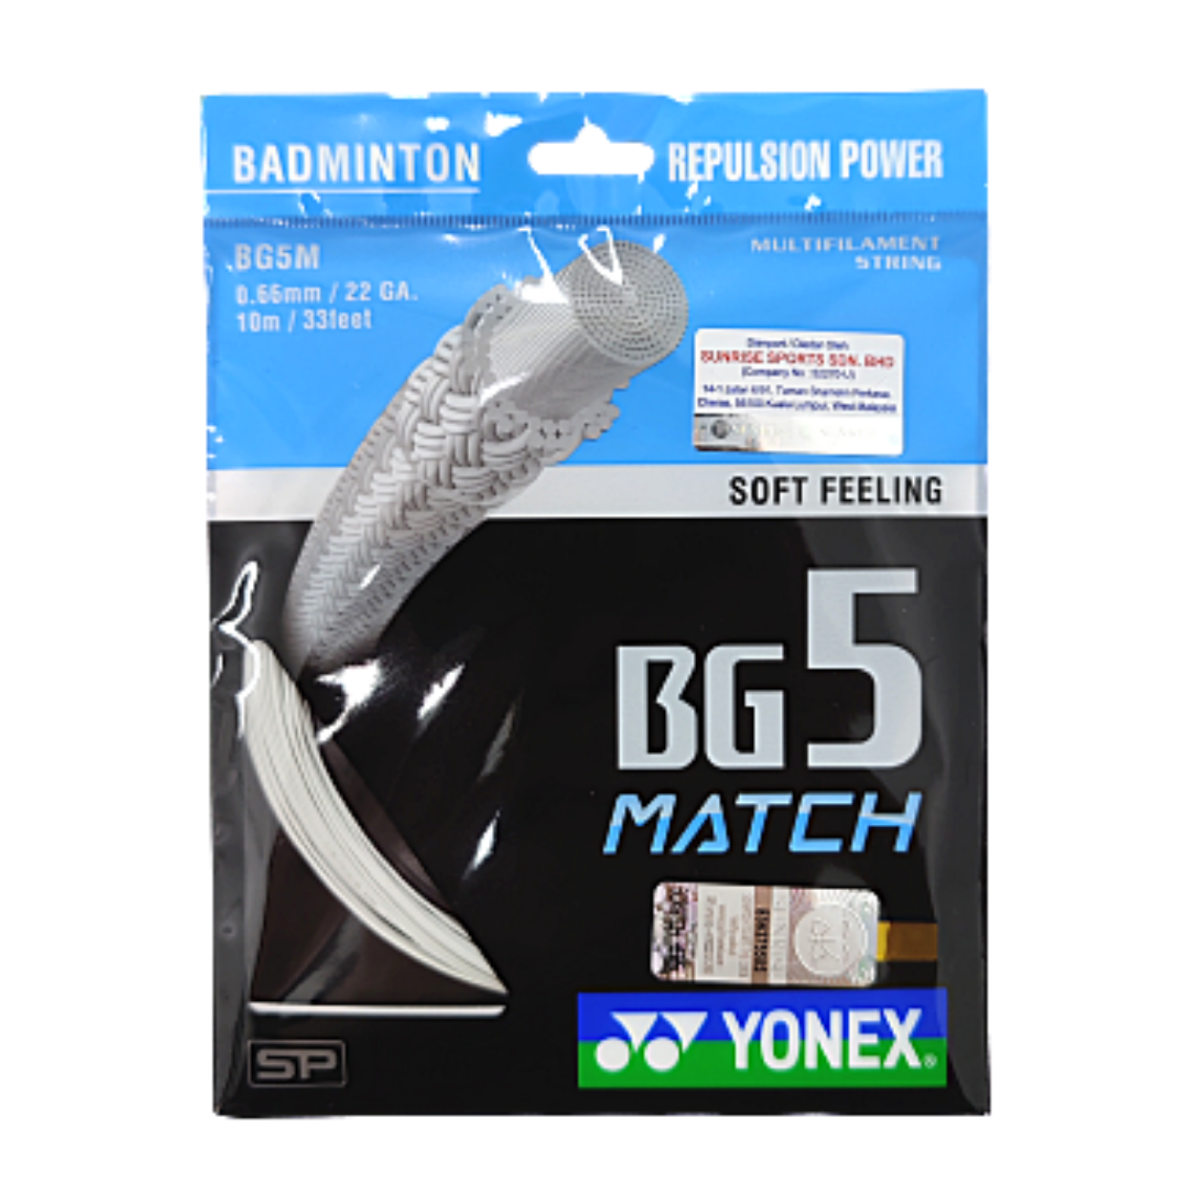 BADMINTON
REPULSION POWER
BG5M
0.66mm / 22 GA.
10m / 33feet
MULTIFILAMENT
STRING
SUNRISE SPORTS SDN. BHD
SOFT FEELING
BG5
MATCH
SP
YONEX®